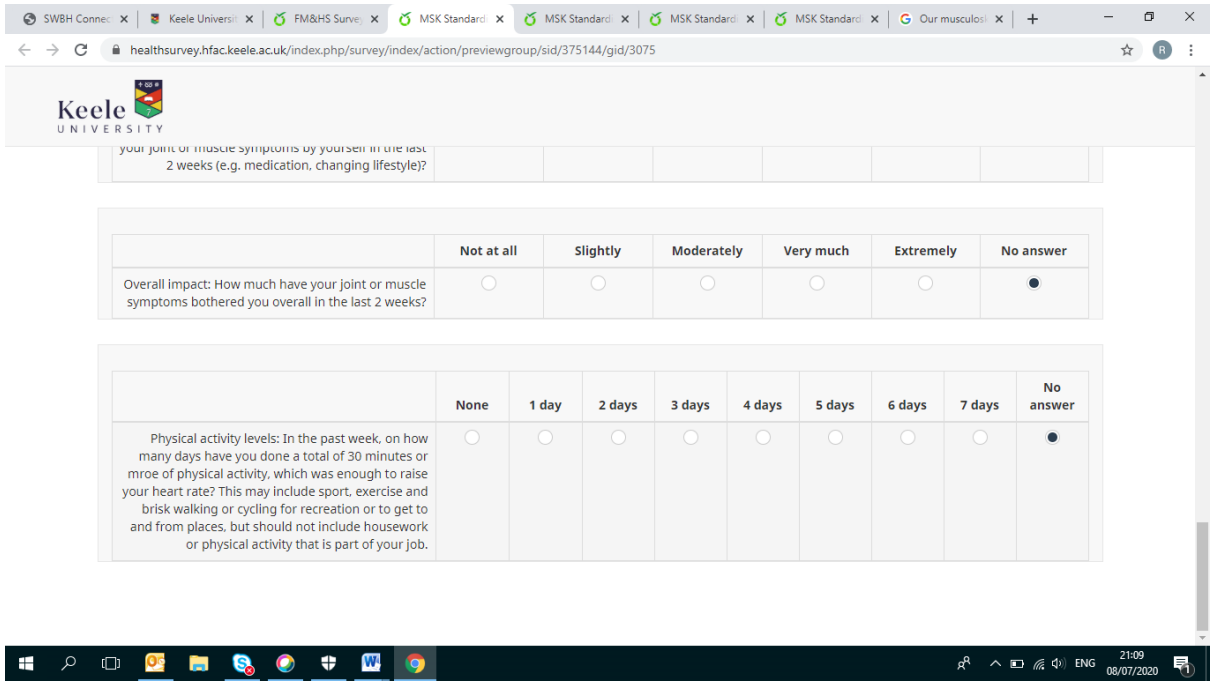 SWBH Connec
Keele Universit
FM&HS Survey
MSK Standardi
MSK Standardi
MSK Standardi
MSK Standardi
Our musculosk
healthsurvey.hfac.keele.ac.uk/index.php/survey/index/action/previewgroup/sid/375144/gid/3075
R
Keele
UNIVERSITY
your joint or muscle symptoms by yourself in the last
2 weeks (e.g. medication, changing lifestyle)?
Not at all Slightly Moderately Very much Extremely No answer
Overall impact: How much have your joint or muscle
symptoms bothered you overall in the last 2 weeks?
No
None 1 day 2 days 3 days 4 days 5 days 6 days 7 days answer
Physical activity levels: In the past week, on how
many days have you done a total of 30 minutes or
mroe of physical activity, which was enough to raise
your heart rate? This may include sport, exercise and
brisk walking or cycling for recreation or to get to
and from places, but should not include housework
or physical activity that is part of your job.
ENG
21:09
08/07/2020
1